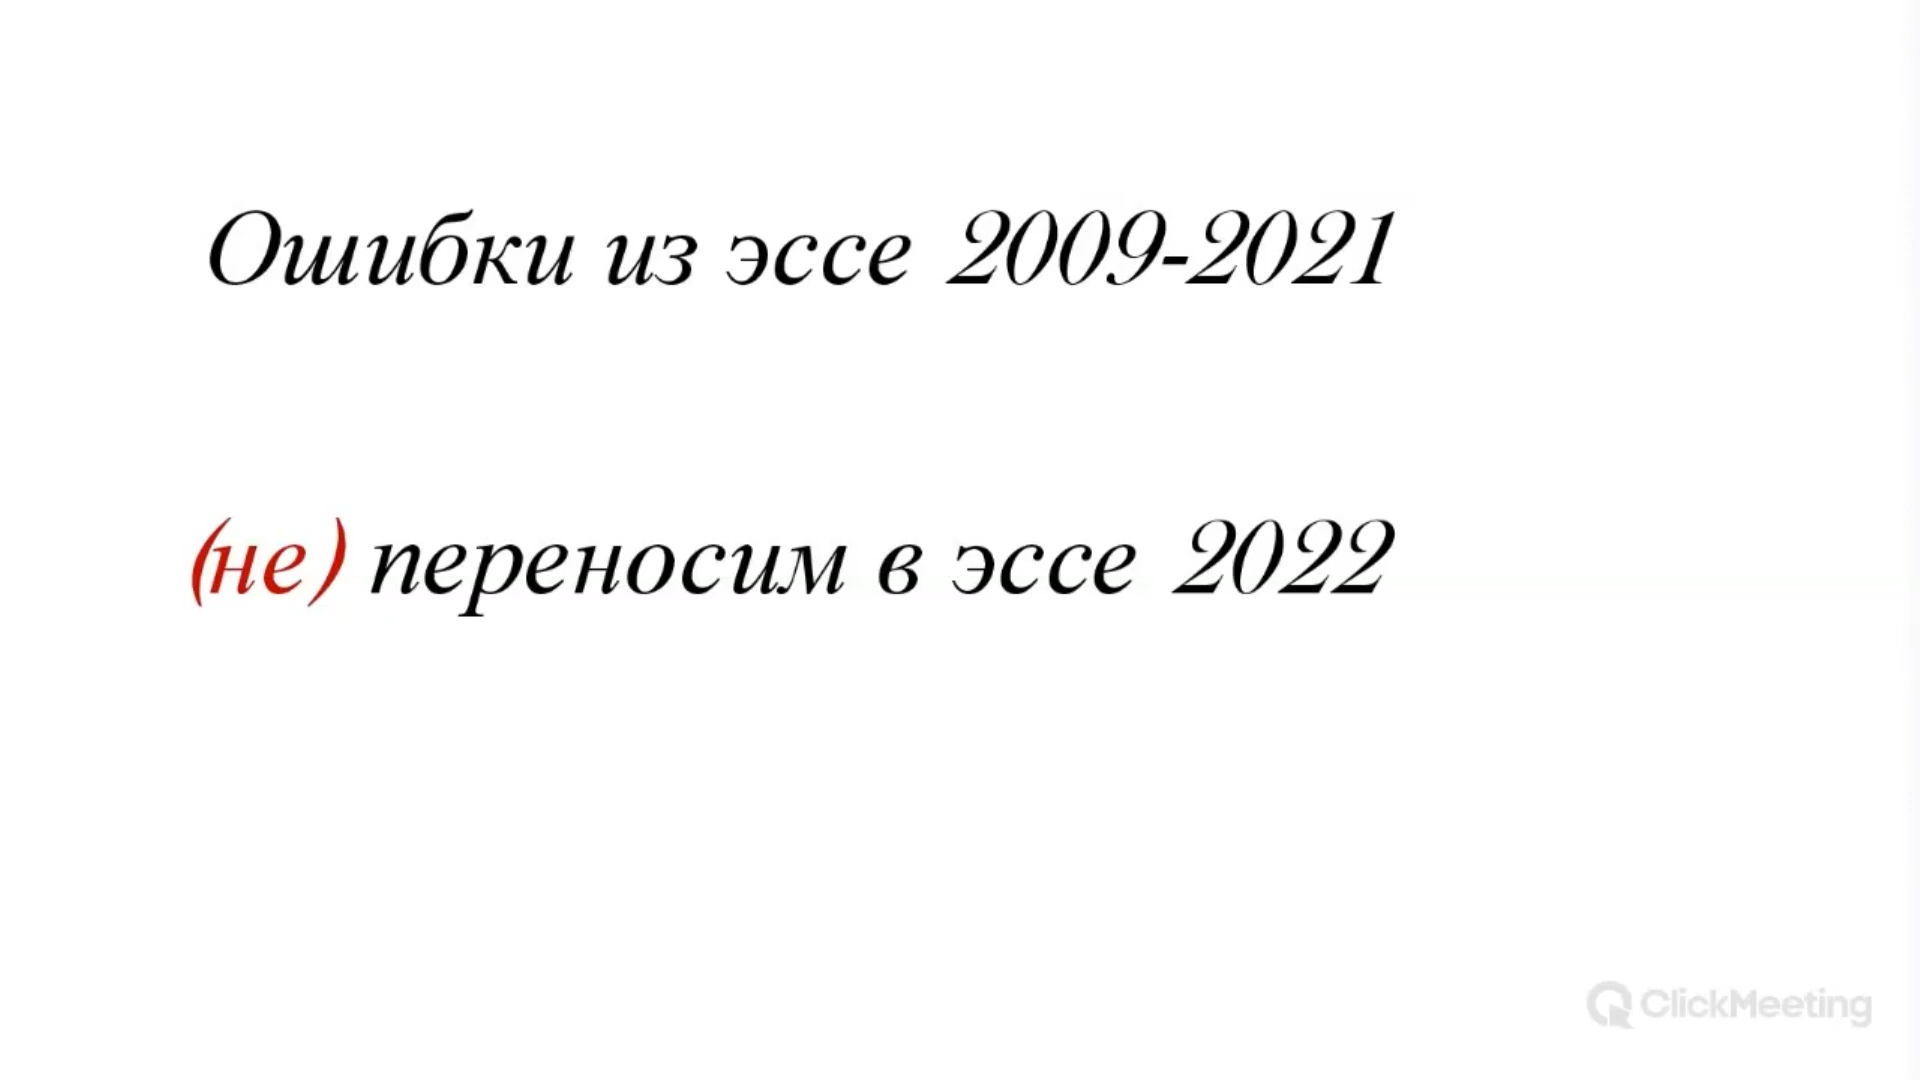 Ошибки из эссе 2009-2021
(не) переносим в эссе 2022
ClickMeeting